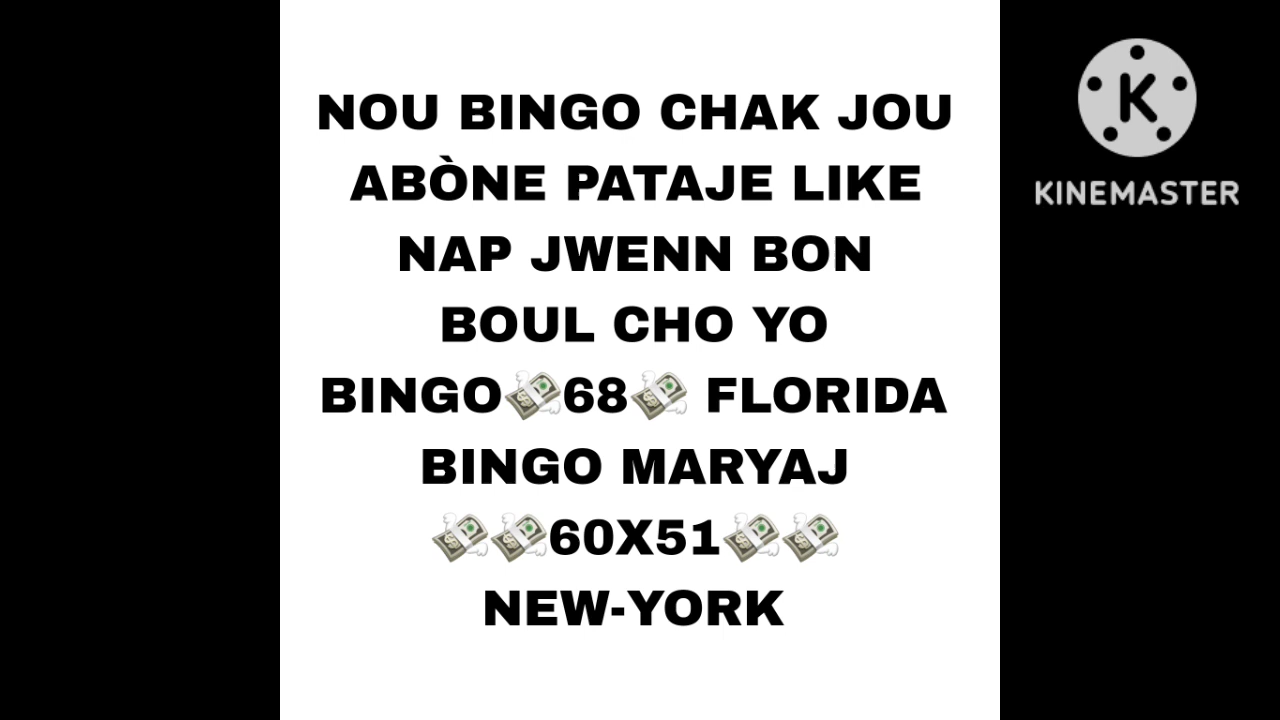 NOU BINGO CHAK JOU
ABÒNE PATAJE LIKE
NAP JWENN BON
BOUL CHO YO
BINGO💸68💸 FLORIDA
BINGO MARYAJ
💸💸60X51💸💸
NEW-YORK
K
KINEMASTER